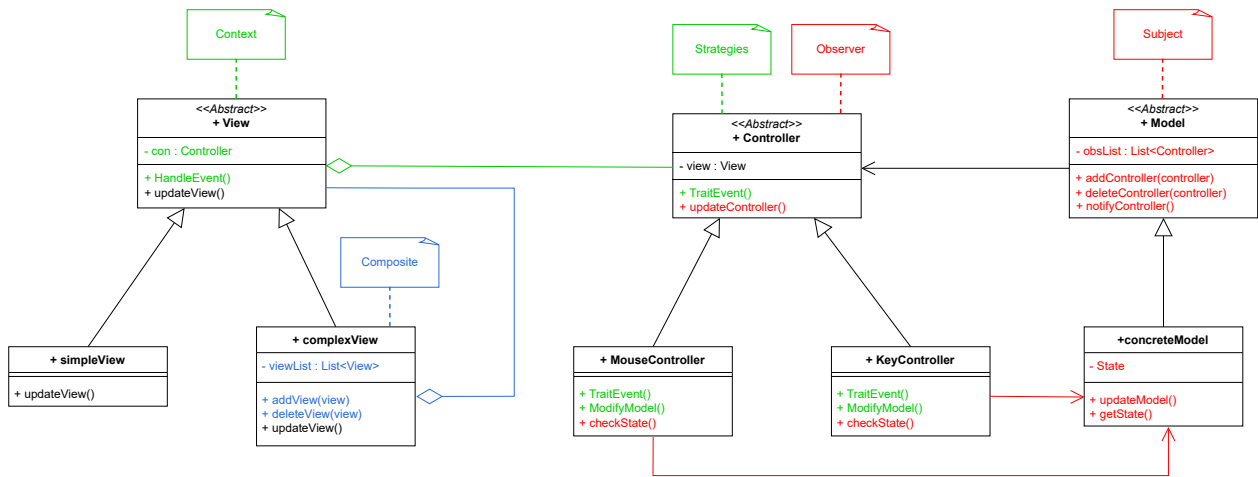 Context
Strategies
Observer
Subject
<<Abstract>>
+ View
- con : Controller
+ HandleEvent()
+ updateView()
<<Abstract>>
+ Controller
- view : View
+ TraitEvent()
+ updateController()
<<Abstract>>
+ Model
- obsList : List<Controller>
+ addController(controller)
+ deleteController(controller)
+ notifyController()
Composite
+ simpleView
+ updateView()
+ complexView
- viewList : List<View>
+ addView(view)
+ deleteView(view)
+ updateView()
+ MouseController
+ TraitEvent()
+ ModifyModel()
+ checkState()
+ KeyController
+ TraitEvent()
+ ModifyModel()
+ checkState()
+concreteModel
- State
+ updateModel()
+ getState()